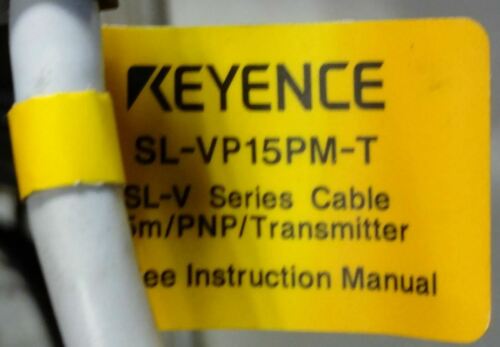 KEYENCE
SL-VP15PM-T
SL-V Series Cable
5m/PNP/Transmitter
ee Instruction Manual